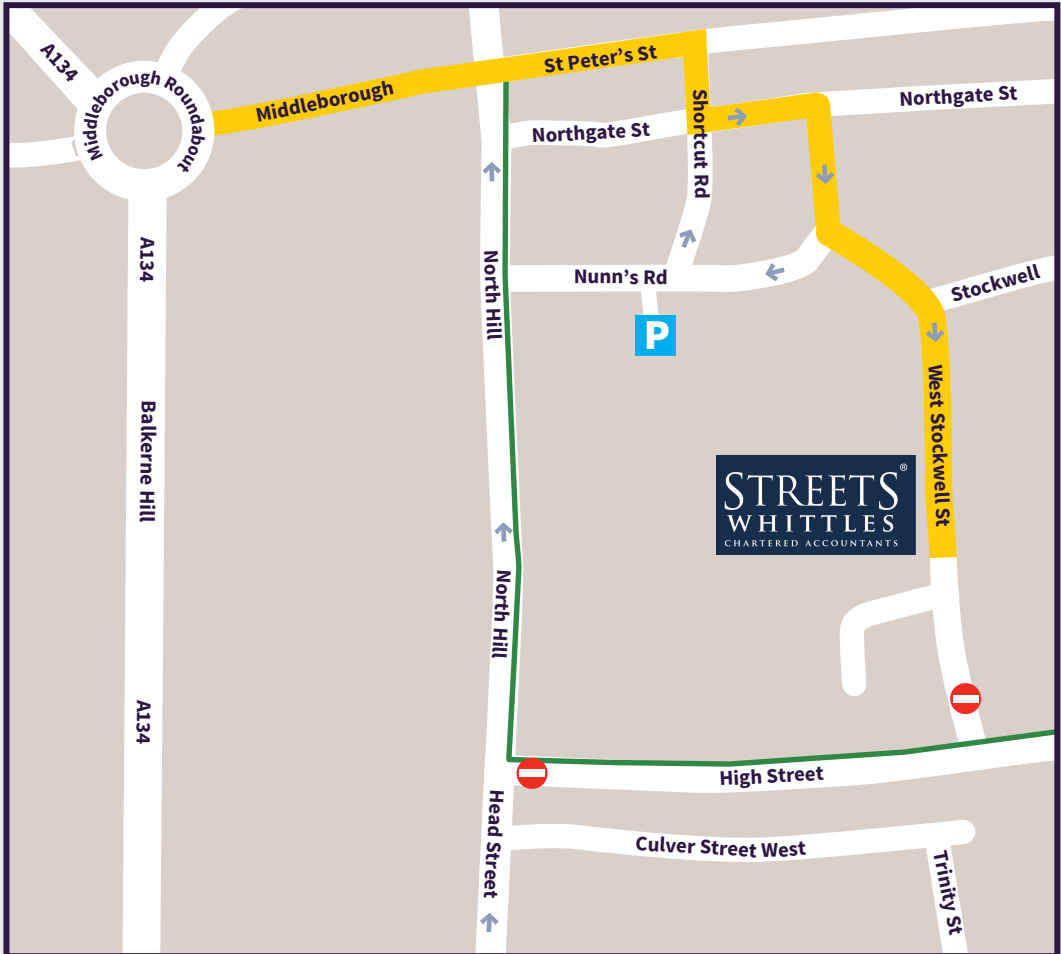 A134
Middleborough Roundabout
Middleborough
St Peter's St
Shortcut Rd
Northgate St
Northgate St
A134
North Hill
Nunn's Rd
Stockwell
P
West Stockwell St
Balkerne Hill
STREETS®
WHITTLES
CHARTERED ACCOUNTANTS
North Hill
A134
High Street
Head Street
Culver Street West
Trinity St